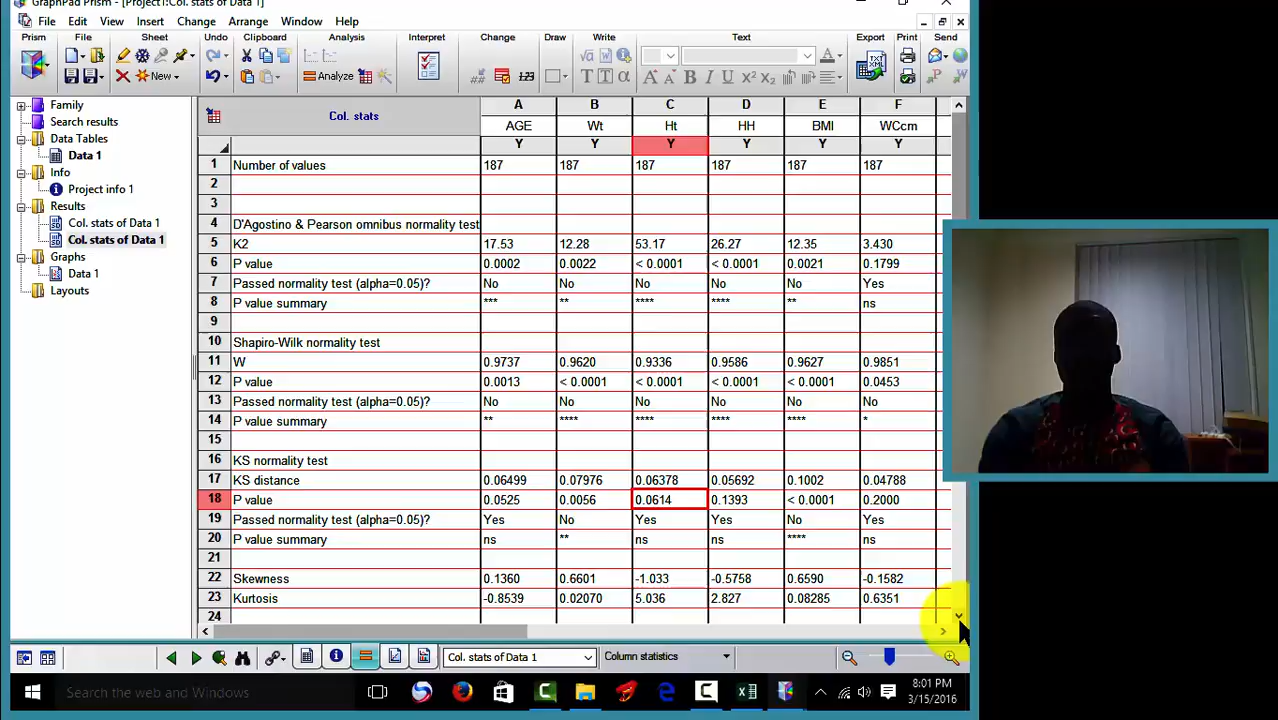 GraphPad Prism - [Project1:Col. stats of Data 1]
File Edit View Insert Change Arrange Window Help
Prism File Sheet Undo Clipboard Analysis Interpret Change Draw Write Text Export Print Send
New
Analyze
123
√α T T α
A A B I U X² X₂ A
TXT
XML
Family
Search results
Data Tables
Data 1
Info
Project info 1
Results
Col. stats of Data 1
Col. stats of Data 1
Graphs
Data 1
Layouts
Col. stats A B C D E F
AGE Wt Ht HH BMI WCcm
Y Y Y Y Y Y
1 Number of values 187 187 187 187 187 187
2
3
4 D'Agostino & Pearson omnibus normality test
5 K2 17.53 12.28 53.17 26.27 12.35 3.430
6 P value 0.0002 0.0022 < 0.0001 < 0.0001 0.0021 0.1799
7 Passed normality test (alpha=0.05)? No No No No No Yes
8 P value summary *** ** **** **** ** ns
9
10 Shapiro-Wilk normality test
11 W 0.9737 0.9620 0.9336 0.9586 0.9627 0.9851
12 P value 0.0013 < 0.0001 < 0.0001 < 0.0001 < 0.0001 0.0453
13 Passed normality test (alpha=0.05)? No No No No No No
14 P value summary ** **** **** **** **** *
15
16 KS normality test
17 KS distance 0.06499 0.07976 0.06378 0.05692 0.1002 0.04788
18 P value 0.0525 0.0056 0.0614 0.1393 < 0.0001 0.2000
19 Passed normality test (alpha=0.05)? Yes No Yes Yes No Yes
20 P value summary ns ** ns ns **** ns
21
22 Skewness 0.1360 0.6601 -1.033 -0.5758 0.6590 -0.1582
23 Kurtosis -0.8539 0.02070 5.036 2.827 0.08285 0.6351
24
Col. stats of Data 1 Column statistics
Search the web and Windows
8:01 PM
3/15/2016